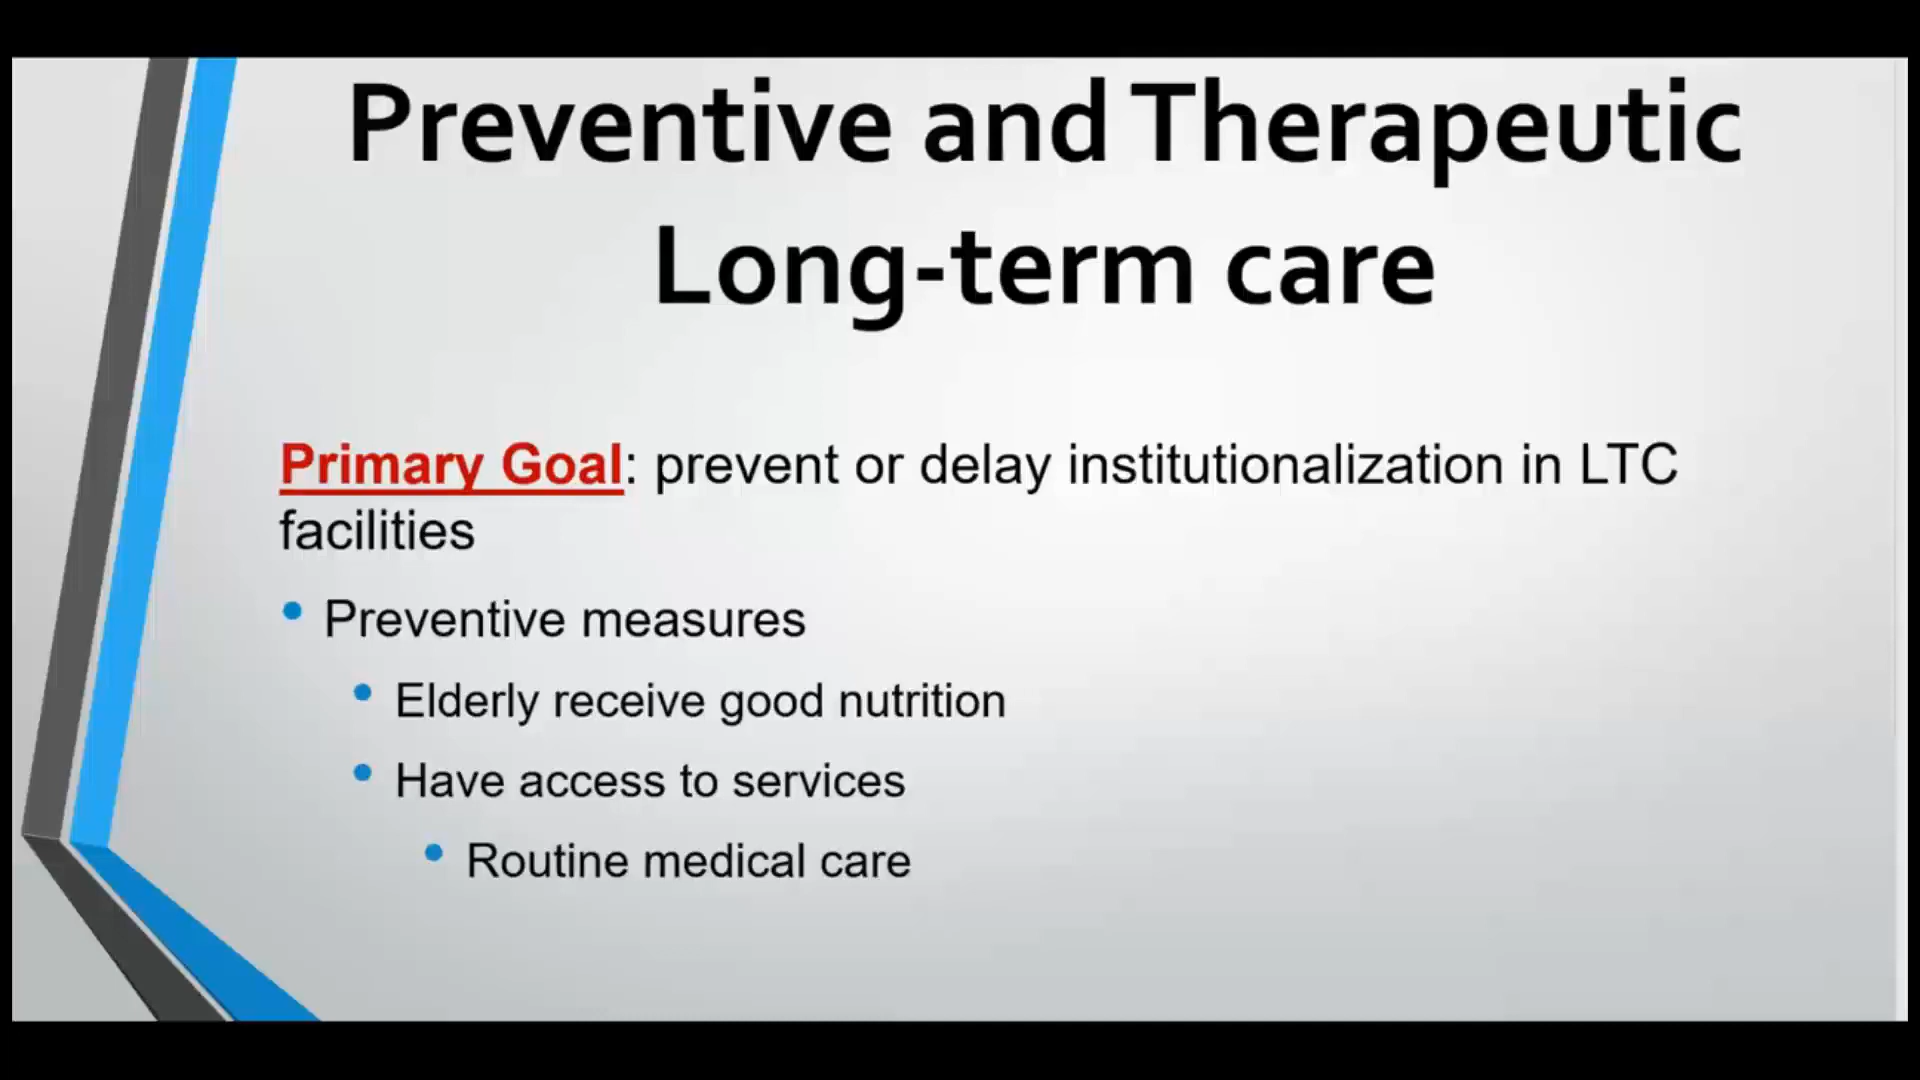 Preventive and Therapeutic
Long-term care
Primary Goal: prevent or delay institutionalization in LTC
facilities
• Preventive measures
• Elderly receive good nutrition
• Have access to services
• Routine medical care